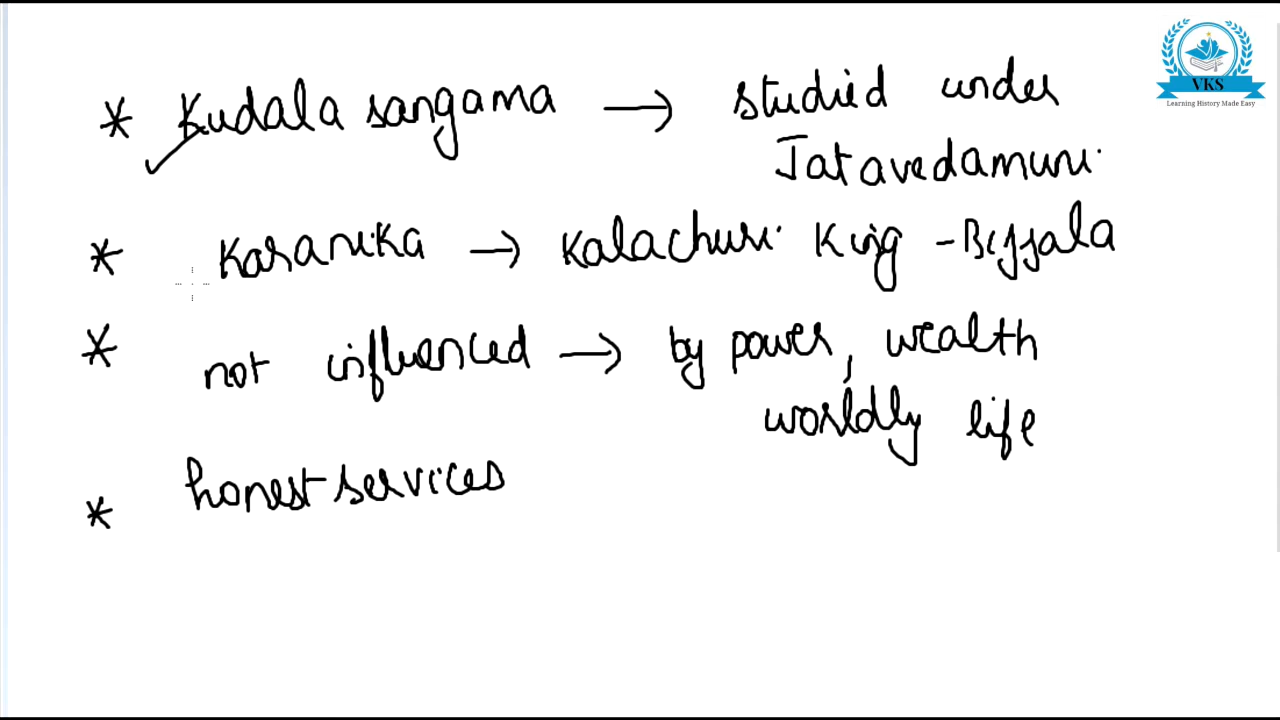 VKS
Learning History Made Easy
* Kudala sangama → studied under
Jatavedamuni
* Karanika → Kalachuri King - Bijjala
* not influenced → by power, wealth
worldly life
* honest services